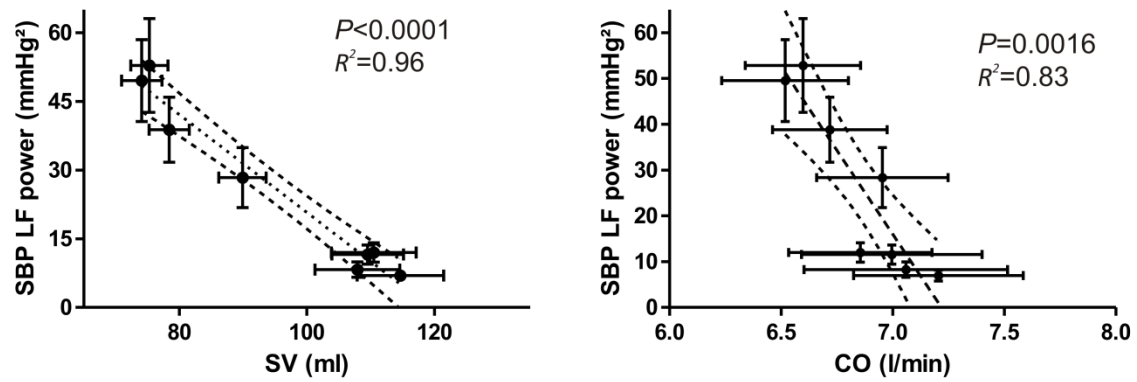 SBP LF power (mmHg²)
60
45
30
15
0
P<0.0001
R²=0.96
80
100
120
SV (ml)
SBP LF power (mmHg²)
60
50
40
30
20
10
0
P=0.0016
R²=0.83
6.0
6.5
7.0
7.5
8.0
CO (l/min)